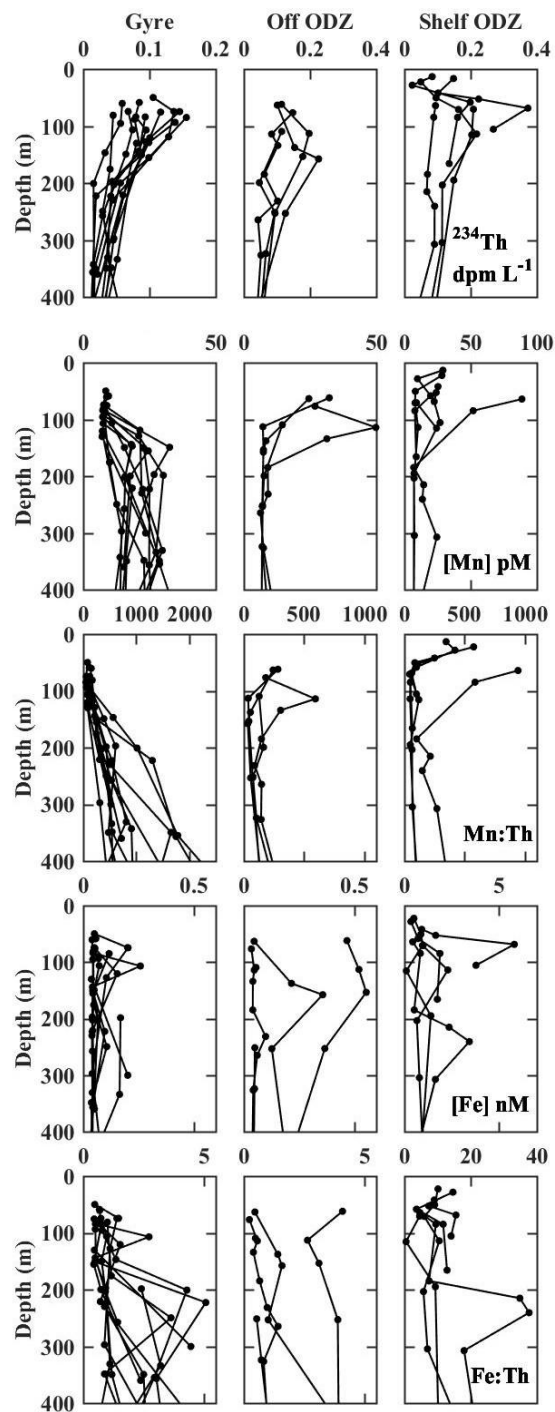 Gyre Off ODZ Shelf ODZ
0 0.1 0.2 0 0.2 0.4 0 0.2 0.4
0
100
200
300
400
Depth (m)
²³⁴Th
dpm L⁻¹
0 50 0 50 0 50 100
0
100
200
300
400
Depth (m)
[Mn] pM
0 1000 2000 0 500 1000 0 500 1000
0
100
200
300
400
Depth (m)
Mn:Th
0 0.5 0 0.5 0 5
0
100
200
300
400
Depth (m)
[Fe] nM
0 5 0 5 0 20 40
0
100
200
300
400
Depth (m)
Fe:Th